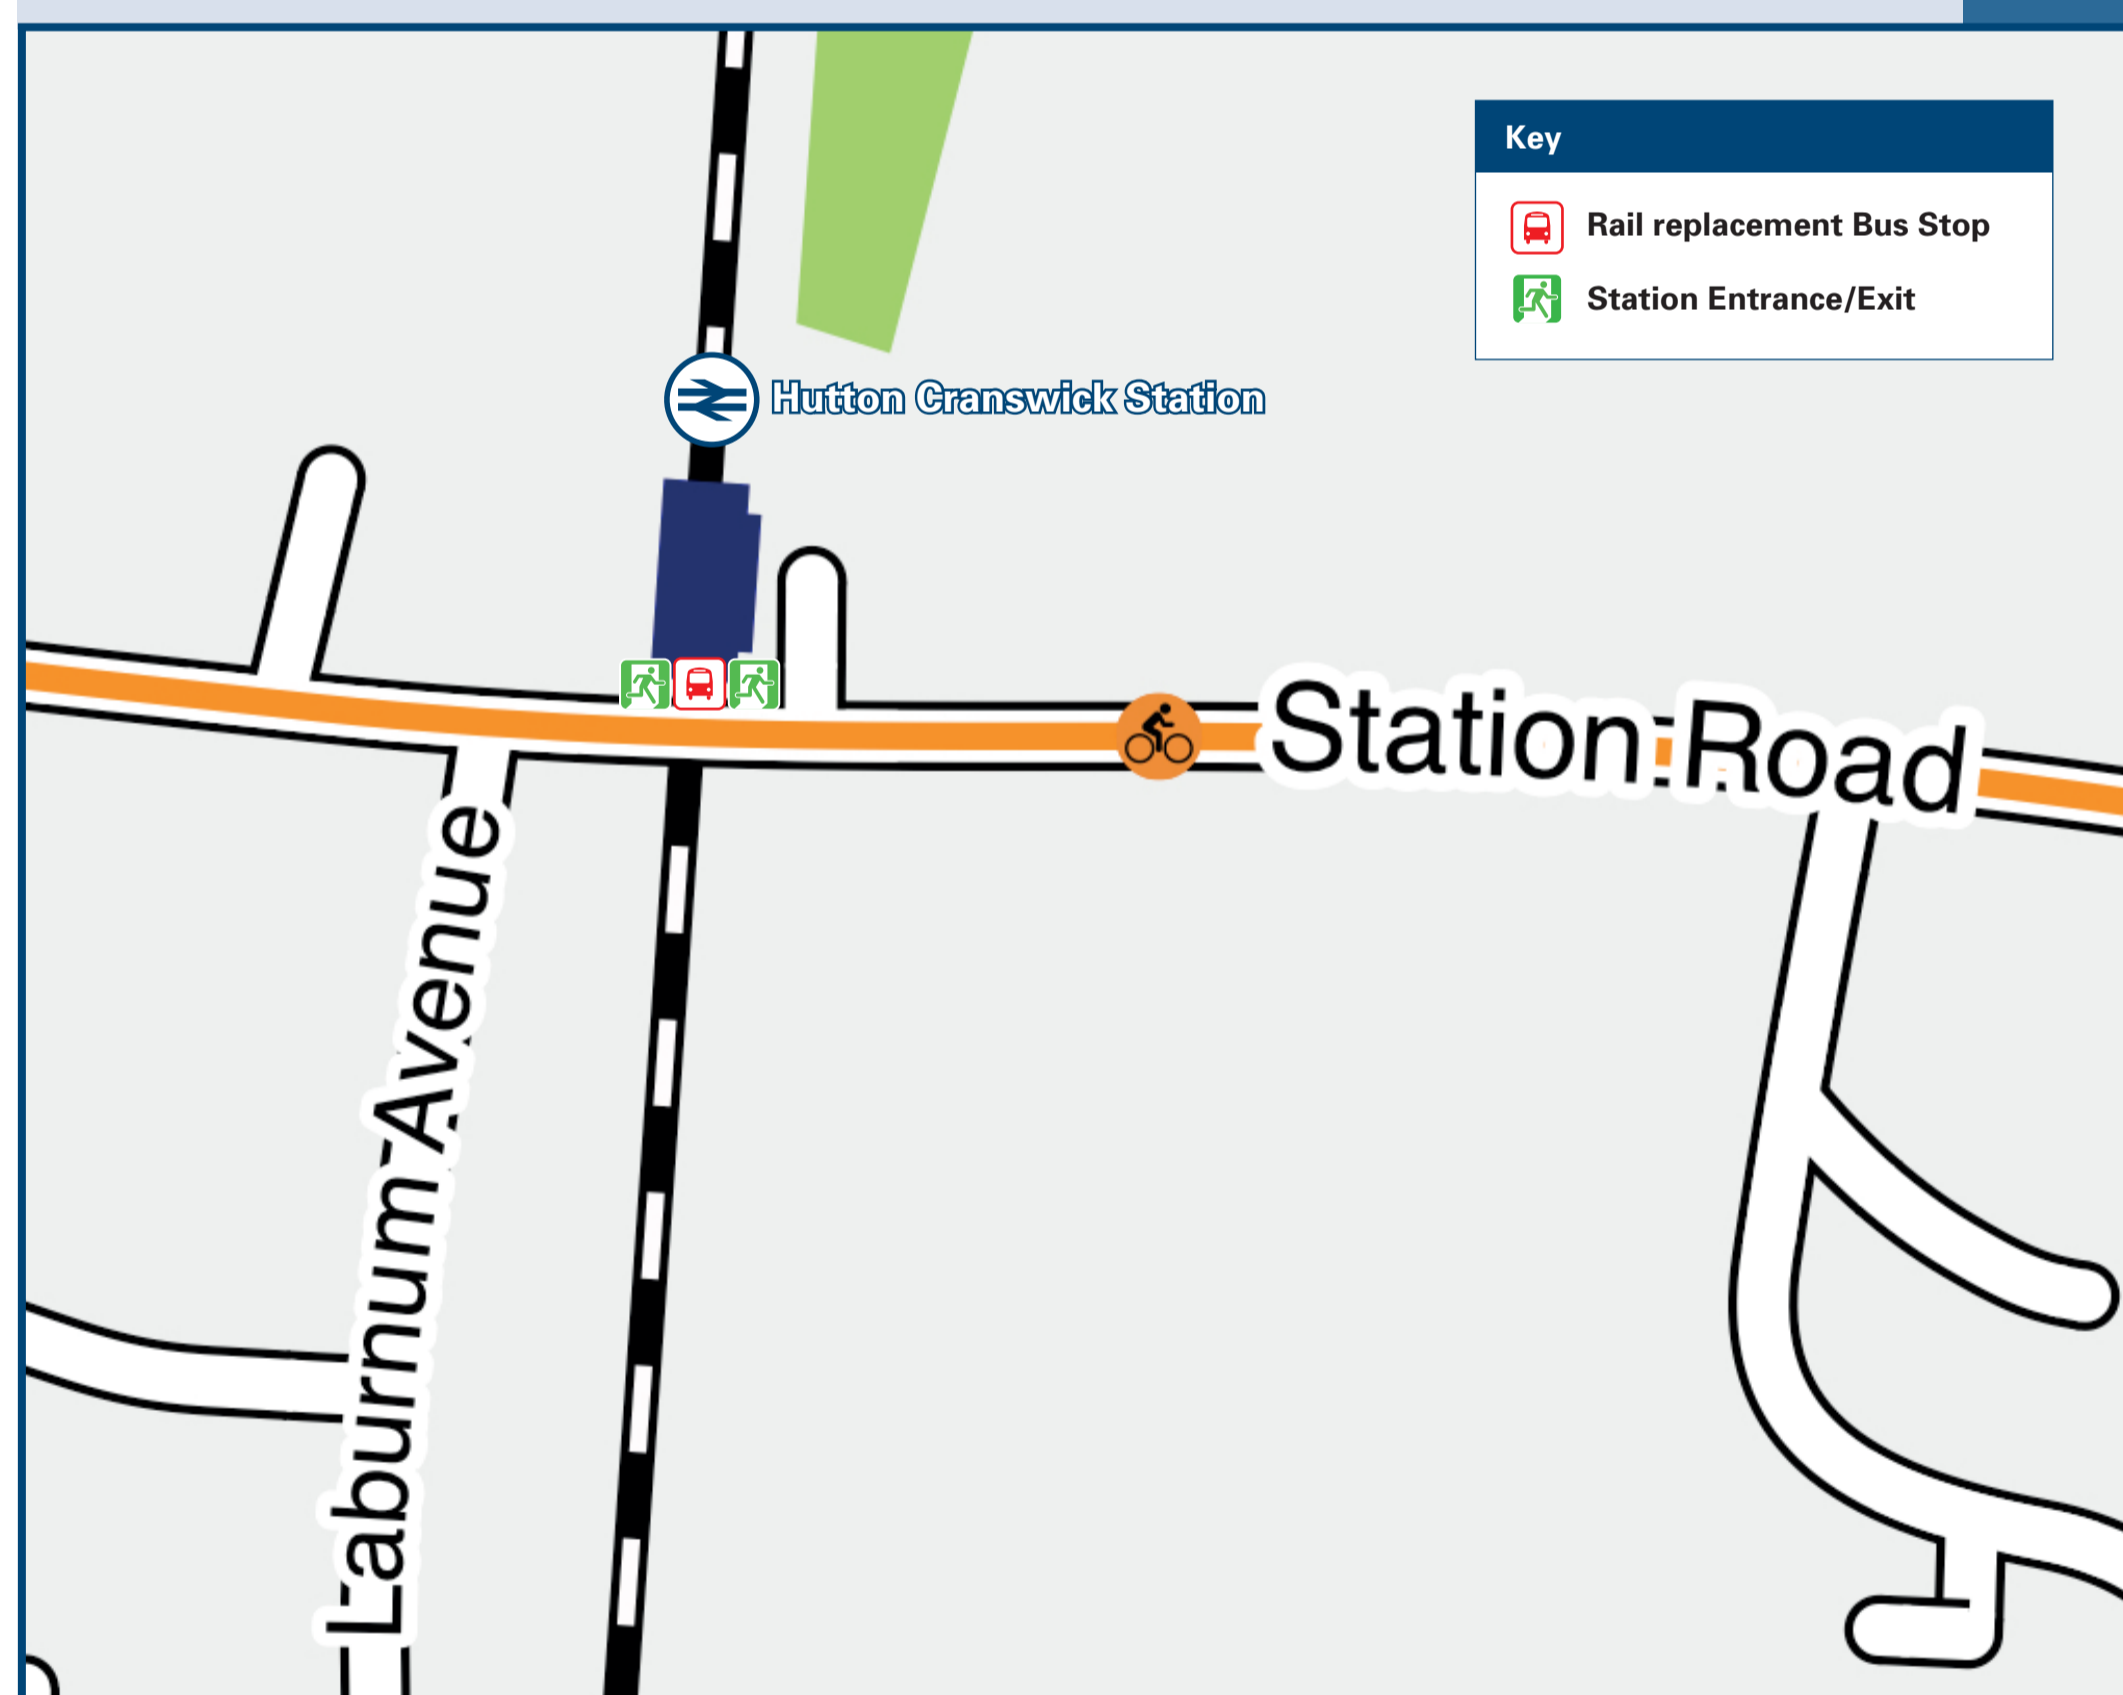 Key
Rail replacement Bus Stop
Station Entrance/Exit
Hutton Cranswick Station
Station Road
Laburnum Avenue